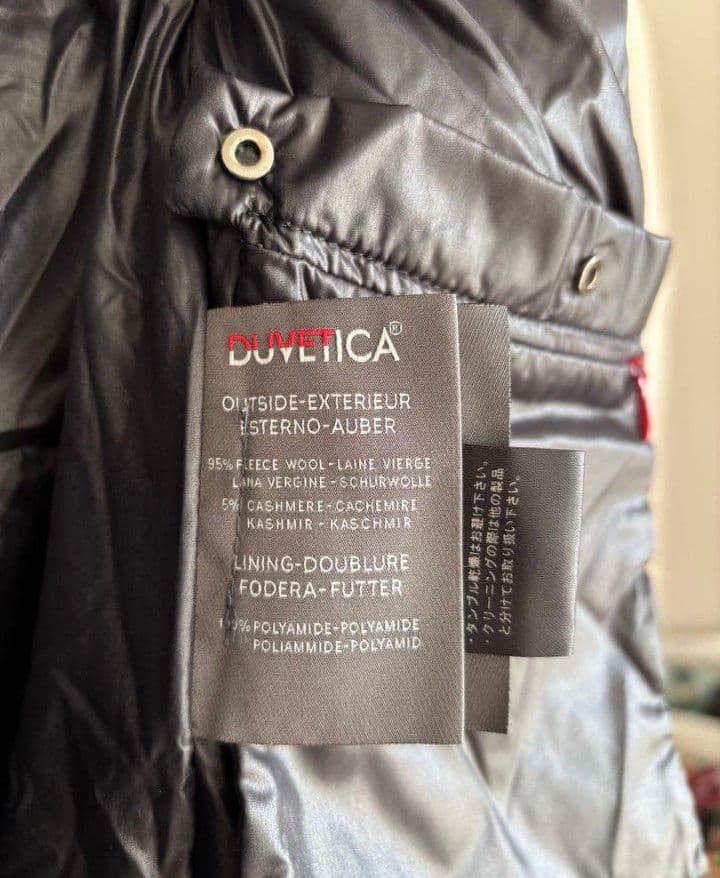 DUVETICA®
OUTSIDE-EXTERIEUR
ESTERNO-AUBER
95% FLEECE WOOL-LAINE VIERGE
LANA VERGINE - SCHURWOLLE
5% CASHMERE-CACHEMIRE
KASHMIR - KASCHMIR
LINING-DOUBLURE
FODERA-FUTTER
100% POLYAMIDE-POLYAMIDE
POLIAMMIDE-POLYAMID
・タンブル乾燥はお避け下さい。
・クリーニングの際は他の製品
と分けてお取り扱い下さい。